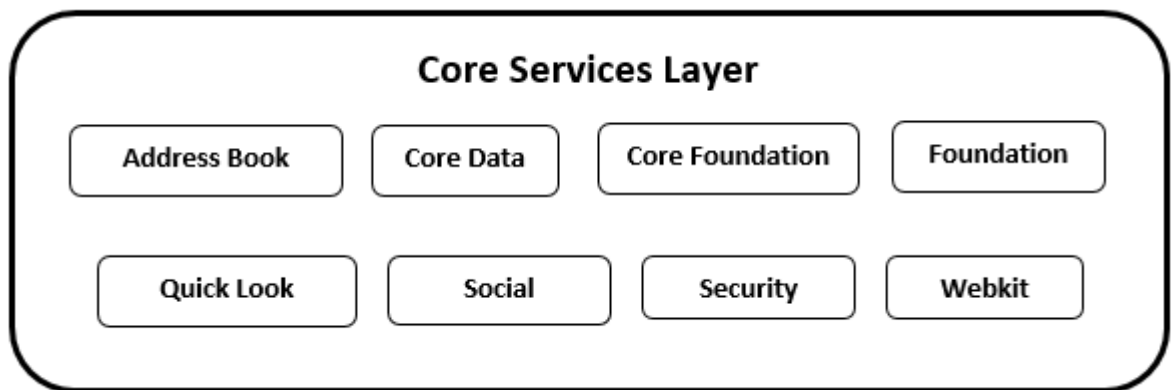 Core Services Layer
Address Book
Core Data
Core Foundation
Foundation
Quick Look
Social
Security
Webkit